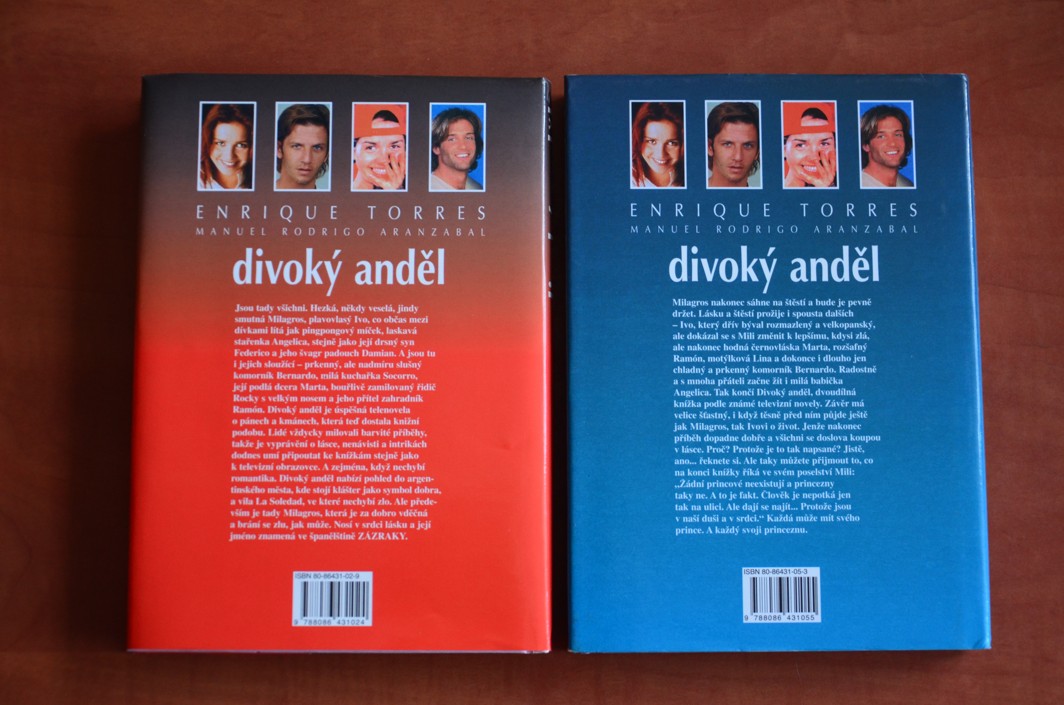 ENRIQUE TORRES
MANUEL RODRIGO ARANZABAL
divoký anděl
Jsou tady všichni. Hezká, někdy veselá, jindy
smutná Milagros, plavovlasý Ivo, co občas mezi
dívkami lítá jak pingpongový míček, laskavá
stařenka Angelica, stejně jako její drsný syn
Federico a jeho švagr padouch Damian. A jsou tu
i jejich sloužící – prkenný, ale nadmíru slušný
komorník Bernardo, milá kuchařka Socorro,
její podlá dcera Marta, bouřlivě zamilovaný řidič
Rocky s velkým nosem a jeho přítel zahradník
Ramón. Divoký anděl je úspěšná telenovela
o pánech a kmánech, která teď dostala knižní
podobu. Lidé vždycky milovali barvité příběhy,
takže je vyprávění o lásce, nenávisti a intrikách
dodnes umí připoutat ke knížkám stejně jako
k televizní obrazovce. A zejména, když nechybí
romantika. Divoký anděl nabízí pohled do argen-
tinského města, kde stojí klášter jako symbol dobra,
a vila La Soledad, ve které nechybí zlo. Ale přede-
vším je tady Milagros, která je za dobro vděčná
a brání se zlu, jak může. Nosí v srdci lásku a její
jméno znamená ve španělštině ZÁZRAKY.
ISBN 80-86431-02-9
9 788086 431024
ENRIQUE TORRES
MANUEL RODRIGO ARANZABAL
divoký anděl
Milagros nakonec sáhne na štěstí a bude je pevně
držet. Lásku a štěstí prožije i spousta dalších
– Ivo, který dřív býval rozmazlený a velkopanský,
ale dokázal se s Mili změnit k lepšímu, kdysi zlá,
ale nakonec hodná černovláska Marta, rozšafný
Ramón, motýlková Lina a dokonce i dlouho jen
chladný a prkenný komorník Bernardo. Radostně
a s mnoha přáteli začne žít i milá babička
Angelica. Tak končí Divoký anděl, dvoudílná
knížka podle známé televizní novely. Závěr má
velice šťastný, i když těsně před ním půjde ještě
jak Milagros, tak Ivovi o život. Jenže nakonec
příběh dopadne dobře a všichni se doslova koupou
v lásce. Proč? Protože je to tak napsané? Jistě,
ano... řeknete si. Ale taky můžete přijmout to, co
na konci knížky říká ve svém poselství Mili:
„Žádní princové neexistují a princezny
taky ne. A to je fakt. Člověk je nepotká jen
tak na ulici. Ale dají se najít... Protože jsou
v naší duši a v srdci.“ Každá může mít svého
prince. A každý svoji princeznu.
ISBN 80-86431-05-3
9 788086 431055